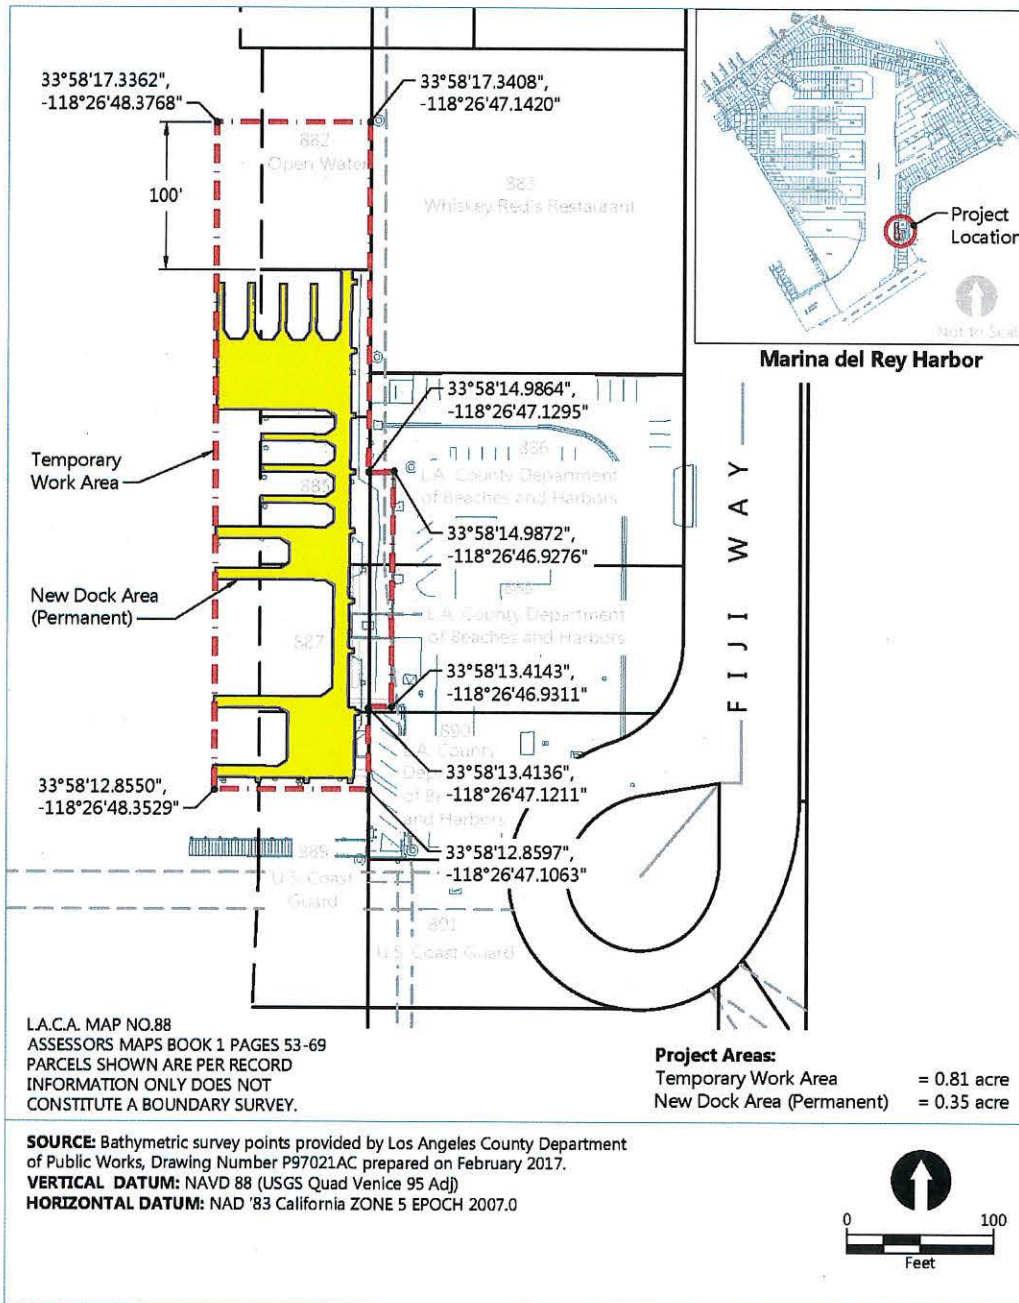 33°58'17.3362",
-118°26'48.3768"
33°58'17.3408",
-118°26'47.1420"
882
Open Water
100'
883
Whiskey Red's Restaurant
Project
Location
Not to Scale
Marina del Rey Harbor
33°58'14.9864",
-118°26'47.1295"
Temporary
Work Area
885
886
L.A. County Department
of Beaches and Harbors
33°58'14.9872",
-118°26'46.9276"
FIJI WAY
New Dock Area
(Permanent)
887
L.A. County Department
of Beaches and Harbors
33°58'13.4143",
-118°26'46.9311"
890
L.A. County
and Harbors
33°58'13.4136",
-118°26'47.1211"
33°58'12.8550",
-118°26'48.3529"
33°58'12.8597",
-118°26'47.1063"
889
U.S. Coast
Guard
891
U.S. Coast Guard
L.A.C.A. MAP NO.88
ASSESSORS MAPS BOOK 1 PAGES 53-69
PARCELS SHOWN ARE PER RECORD
INFORMATION ONLY DOES NOT
CONSTITUTE A BOUNDARY SURVEY.
Project Areas:
Temporary Work Area = 0.81 acre
New Dock Area (Permanent) = 0.35 acre
SOURCE: Bathymetric survey points provided by Los Angeles County Department
of Public Works, Drawing Number P97021AC prepared on February 2017.
VERTICAL DATUM: NAVD 88 (USGS Quad Venice 95 Adj)
HORIZONTAL DATUM: NAD '83 California ZONE 5 EPOCH 2007.0
0 100
Feet